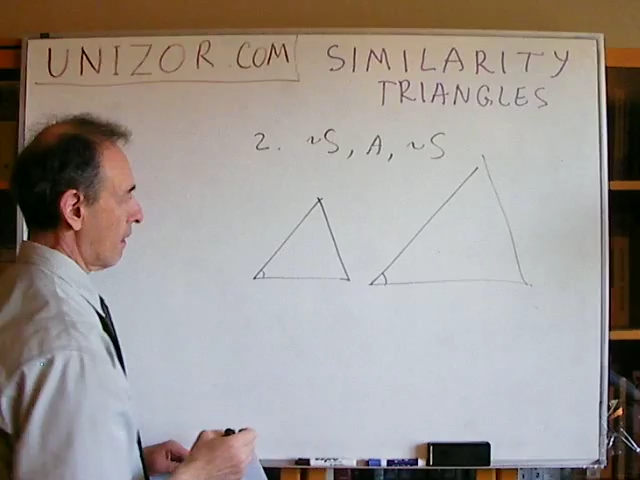 UNIZOR.COM
SIMILARITY
TRIANGLES
2. ~S, A, ~S